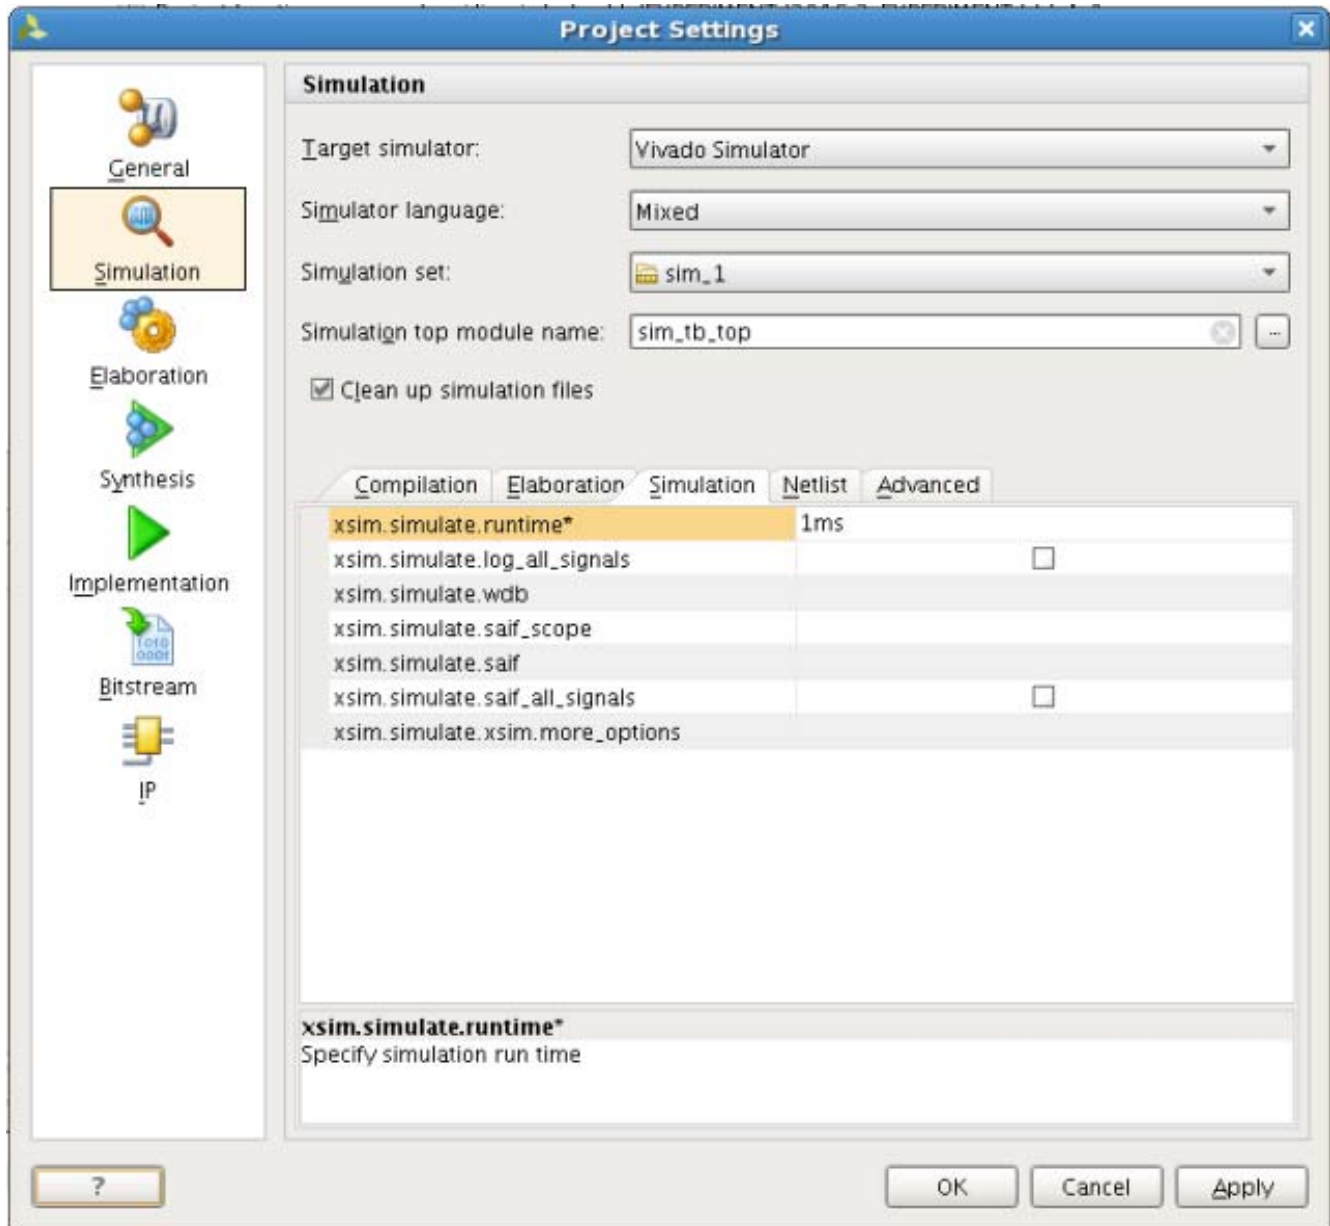 Project Settings
General
Simulation
Elaboration
Synthesis
Implementation
Bitstream
IP
Simulation
Target simulator: Vivado Simulator
Simulator language: Mixed
Simulation set: sim_1
Simulation top module name: sim_tb_top ...
Clean up simulation files
Compilation Elaboration Simulation Netlist Advanced
xsim.simulate.runtime* 1ms
xsim.simulate.log_all_signals
xsim.simulate.wdb
xsim.simulate.saif_scope
xsim.simulate.saif
xsim.simulate.saif_all_signals
xsim.simulate.xsim.more_options
xsim.simulate.runtime*
Specify simulation run time
? OK Cancel Apply